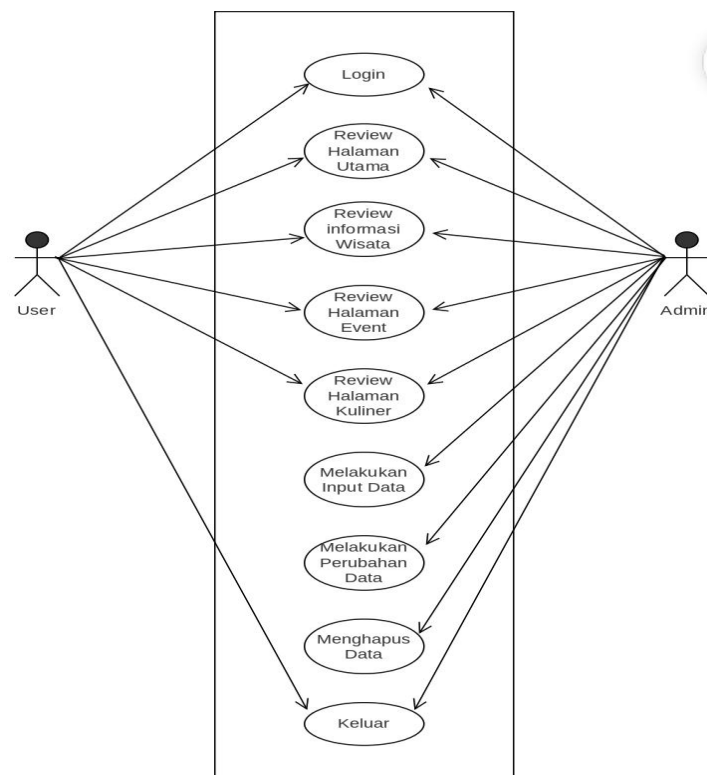 Login
Review
Halaman
Utama
Review
informasi
Wisata
User
Admin
Review
Halaman
Event
Review
Halaman
Kuliner
Melakukan
Input Data
Melakukan
Perubahan
Data
Menghapus
Data
Keluar